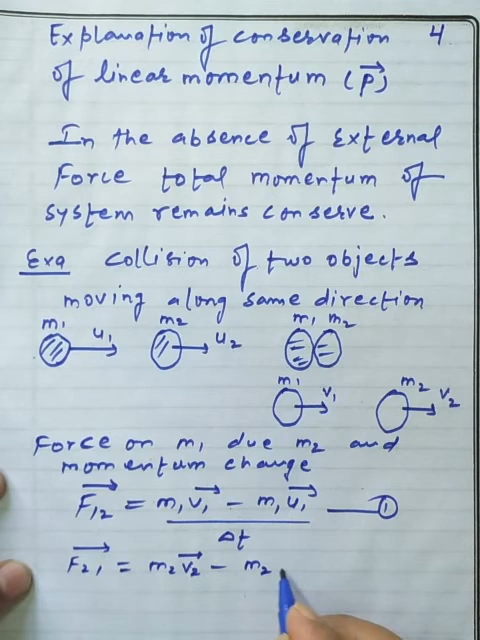 Explanation of conservation 4
of linear momentum (P⃗)
In the absence of External
Force total momentum of
system remains conserve.
Exa Collision of two objects
moving along same direction
m₁ u₁ m₂ u₂ m₁ m₂
m₁ v₁ m₂ v₂
Force on m₁ due m₂ and
momentum change
F⃗₁₂ = m₁v⃗₁ - m₁u⃗₁ / Δt —①
F⃗₂₁ = m₂v⃗₂ - m₂